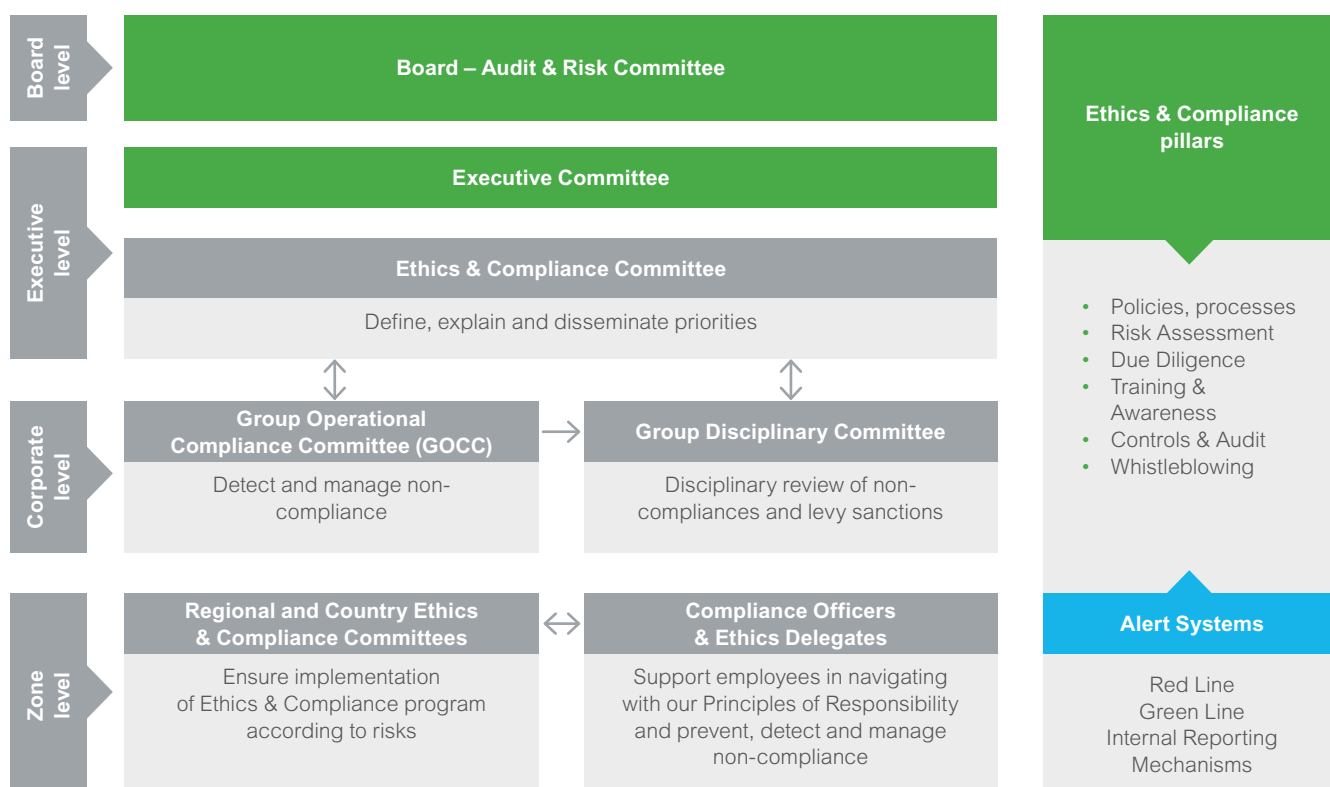 Board
level
Board – Audit & Risk Committee
Executive
level
Executive Committee
Ethics & Compliance Committee
Define, explain and disseminate priorities
Corporate
level
Group Operational
Compliance Committee (GOCC)
Detect and manage non-
compliance
Group Disciplinary Committee
Disciplinary review of non-
compliances and levy sanctions
Zone
level
Regional and Country Ethics
& Compliance Committees
Ensure implementation
of Ethics & Compliance program
according to risks
Compliance Officers
& Ethics Delegates
Support employees in navigating
with our Principles of Responsibility
and prevent, detect and manage
non-compliance
Ethics & Compliance
pillars
• Policies, processes
• Risk Assessment
• Due Diligence
• Training &
Awareness
• Controls & Audit
• Whistleblowing
Alert Systems
Red Line
Green Line
Internal Reporting
Mechanisms